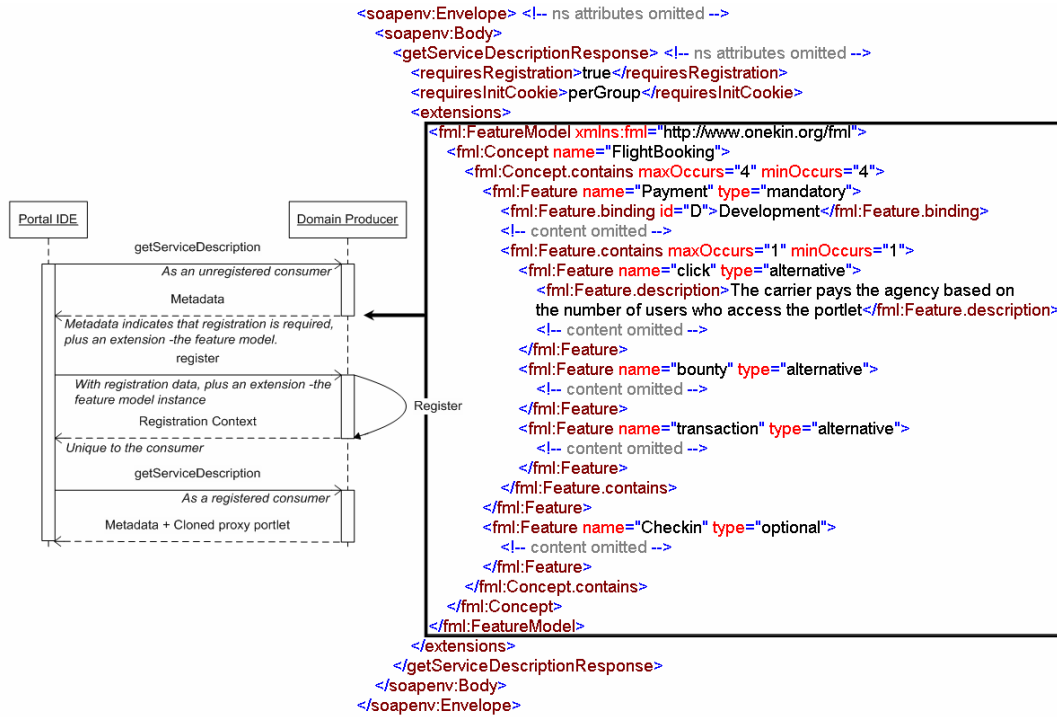 Portal IDE
Domain Producer
getServiceDescription
As an unregistered consumer
Metadata
Metadata indicates that registration is required,
plus an extension -the feature model.
register
With registration data, plus an extension -the
feature model instance
Register
Registration Context
Unique to the consumer
getServiceDescription
As a registered consumer
Metadata + Cloned proxy portlet
<soapenv:Envelope> <!-- ns attributes omitted -->
<soapenv:Body>
<getServiceDescriptionResponse> <!-- ns attributes omitted -->
<requiresRegistration>true</requiresRegistration>
<requiresInitCookie>perGroup</requiresInitCookie>
<extensions>
<fml:FeatureModel xmlns:fml="http://www.onekin.org/fml">
<fml:Concept name="FlightBooking">
<fml:Concept.contains maxOccurs="4" minOccurs="4">
<fml:Feature name="Payment" type="mandatory">
<fml:Feature.binding id="D">Development</fml:Feature.binding>
<!-- content omitted -->
<fml:Feature.contains maxOccurs="1" minOccurs="1">
<fml:Feature name="click" type="alternative">
<fml:Feature.description>The carrier pays the agency based on
the number of users who access the portlet</fml:Feature.description>
<!-- content omitted -->
</fml:Feature>
<fml:Feature name="bounty" type="alternative">
<!-- content omitted -->
</fml:Feature>
<fml:Feature name="transaction" type="alternative">
<!-- content omitted -->
</fml:Feature>
</fml:Feature.contains>
</fml:Feature>
<fml:Feature name="Checkin" type="optional">
<!-- content omitted -->
</fml:Feature>
</fml:Concept.contains>
</fml:Concept>
</fml:FeatureModel>
</extensions>
</getServiceDescriptionResponse>
</soapenv:Body>
</soapenv:Envelope>